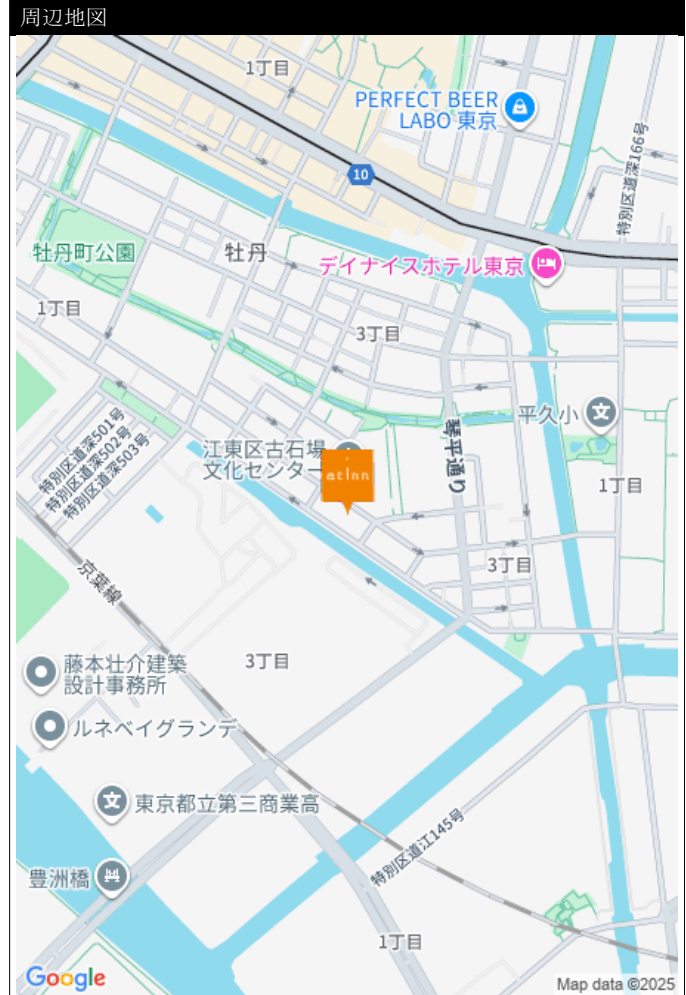 周辺地図
1丁目
PERFECT BEER
LABO 東京
10
特別区道深166号
牡丹町公園
牡丹
デイナイスホテル東京
1丁目
3丁目
平久小
琴平通り
江東区古石場
文化センター
at Inn
特別区道深501号
特別区道深502号
特別区道深503号
1丁目
京葉線
3丁目
3丁目
藤本壮介建築
設計事務所
ルネベイグランデ
東京都立第三商業高
特別区道江145号
豊洲橋
1丁目
Google
Map data ©2025